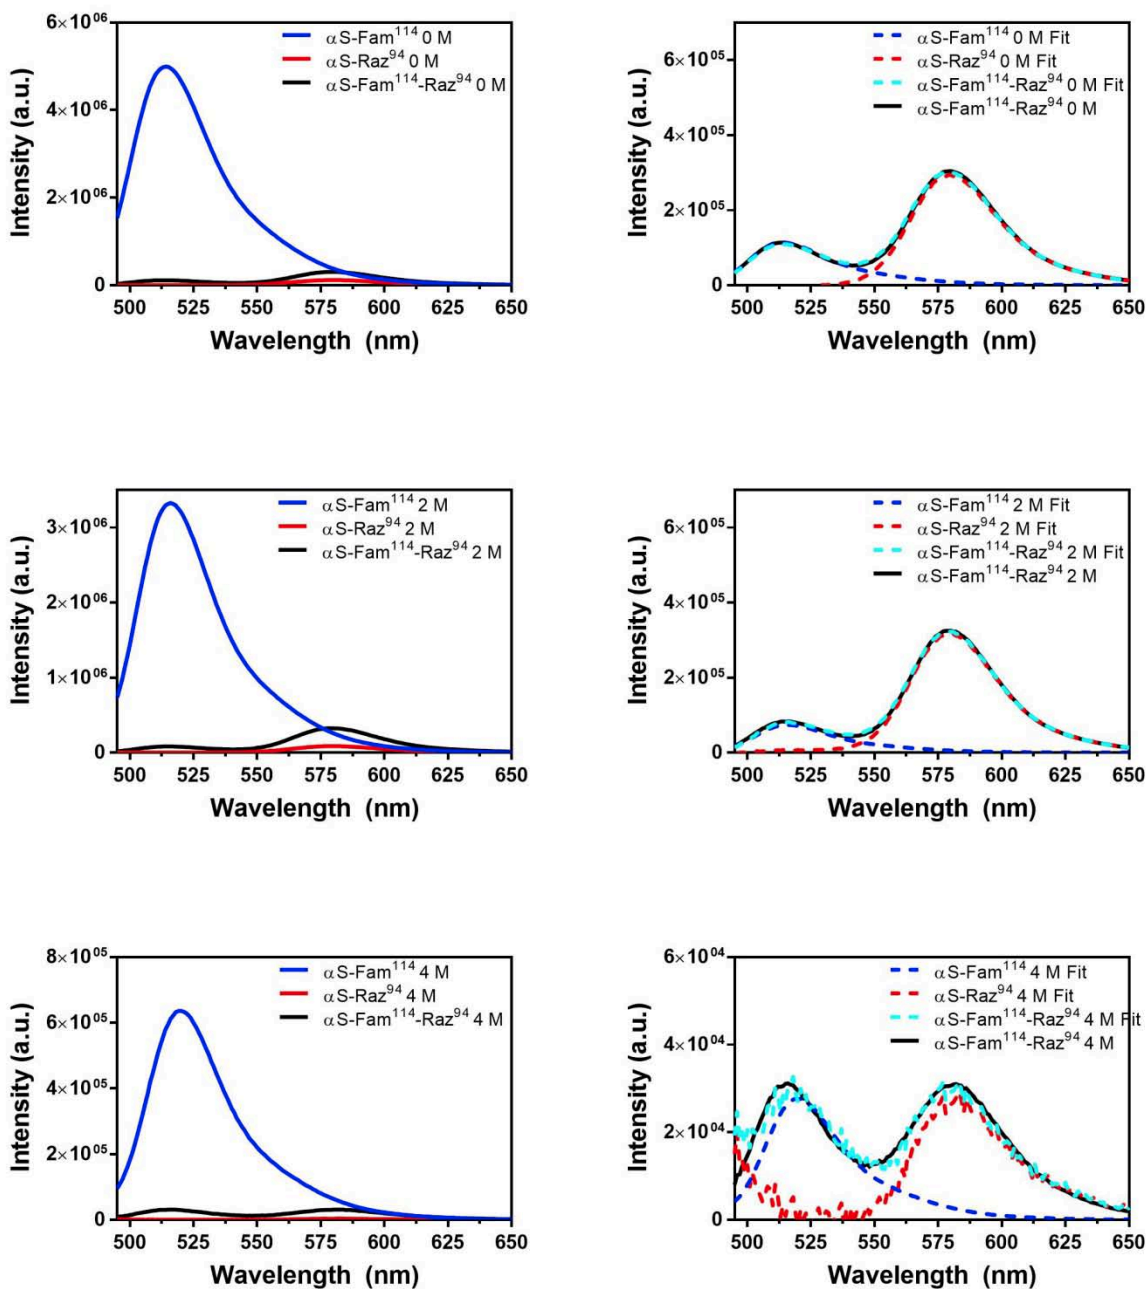 6×10⁰⁶
4×10⁰⁶
2×10⁰⁶
0
Intensity (a.u.)
αS-Fam¹¹⁴ 0 M
αS-Raz⁹⁴ 0 M
αS-Fam¹¹⁴-Raz⁹⁴ 0 M
500 525 550 575 600 625 650
Wavelength (nm)
6×10⁰⁵
4×10⁰⁵
2×10⁰⁵
0
Intensity (a.u.)
αS-Fam¹¹⁴ 0 M Fit
αS-Raz⁹⁴ 0 M Fit
αS-Fam¹¹⁴-Raz⁹⁴ 0 M Fit
αS-Fam¹¹⁴-Raz⁹⁴ 0 M
500 525 550 575 600 625 650
Wavelength (nm)
3×10⁰⁶
2×10⁰⁶
1×10⁰⁶
0
Intensity (a.u.)
αS-Fam¹¹⁴ 2 M
αS-Raz⁹⁴ 2 M
αS-Fam¹¹⁴-Raz⁹⁴ 2 M
500 525 550 575 600 625 650
Wavelength (nm)
6×10⁰⁵
4×10⁰⁵
2×10⁰⁵
0
Intensity (a.u.)
αS-Fam¹¹⁴ 2 M Fit
αS-Raz⁹⁴ 2 M Fit
αS-Fam¹¹⁴-Raz⁹⁴ 2 M Fit
αS-Fam¹¹⁴-Raz⁹⁴ 2 M
500 525 550 575 600 625 650
Wavelength (nm)
8×10⁰⁵
6×10⁰⁵
4×10⁰⁵
2×10⁰⁵
0
Intensity (a.u.)
αS-Fam¹¹⁴ 4 M
αS-Raz⁹⁴ 4 M
αS-Fam¹¹⁴-Raz⁹⁴ 4 M
500 525 550 575 600 625 650
Wavelength (nm)
6×10⁰⁴
4×10⁰⁴
2×10⁰⁴
0×10⁰⁰
Intensity (a.u.)
αS-Fam¹¹⁴ 4 M Fit
αS-Raz⁹⁴ 4 M Fit
αS-Fam¹¹⁴-Raz⁹⁴ 4 M Fit
αS-Fam¹¹⁴-Raz⁹⁴ 4 M
500 525 550 575 600 625 650
Wavelength (nm)